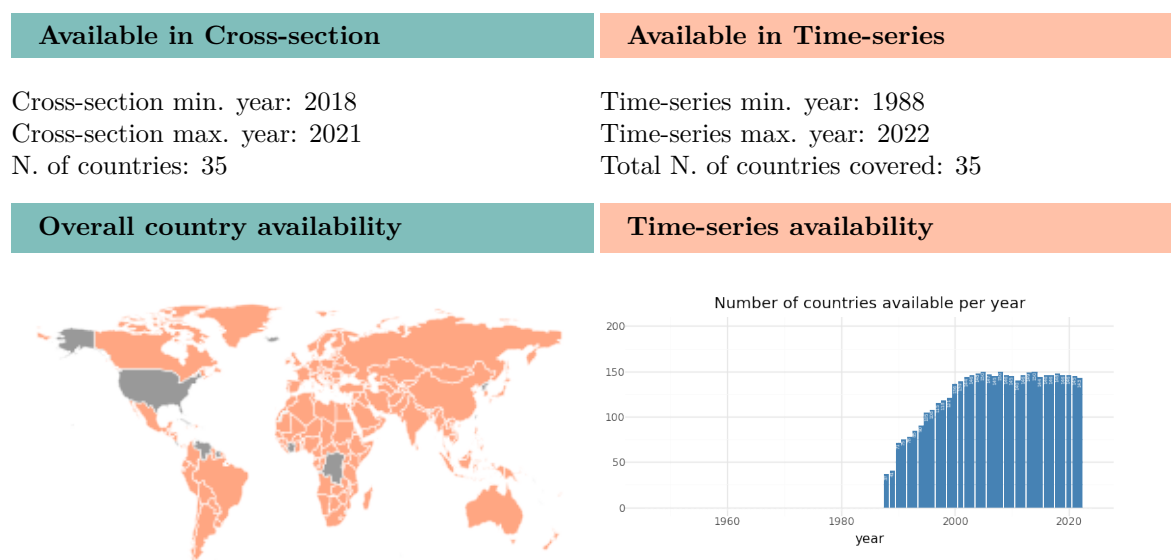 Available in Cross-section
Available in Time-series
Cross-section min. year: 2018
Cross-section max. year: 2021
N. of countries: 35
Time-series min. year: 1988
Time-series max. year: 2022
Total N. of countries covered: 35
Overall country availability
Time-series availability
Number of countries available per year
200
150
100
50
0
1960 1980 2000 2020
year